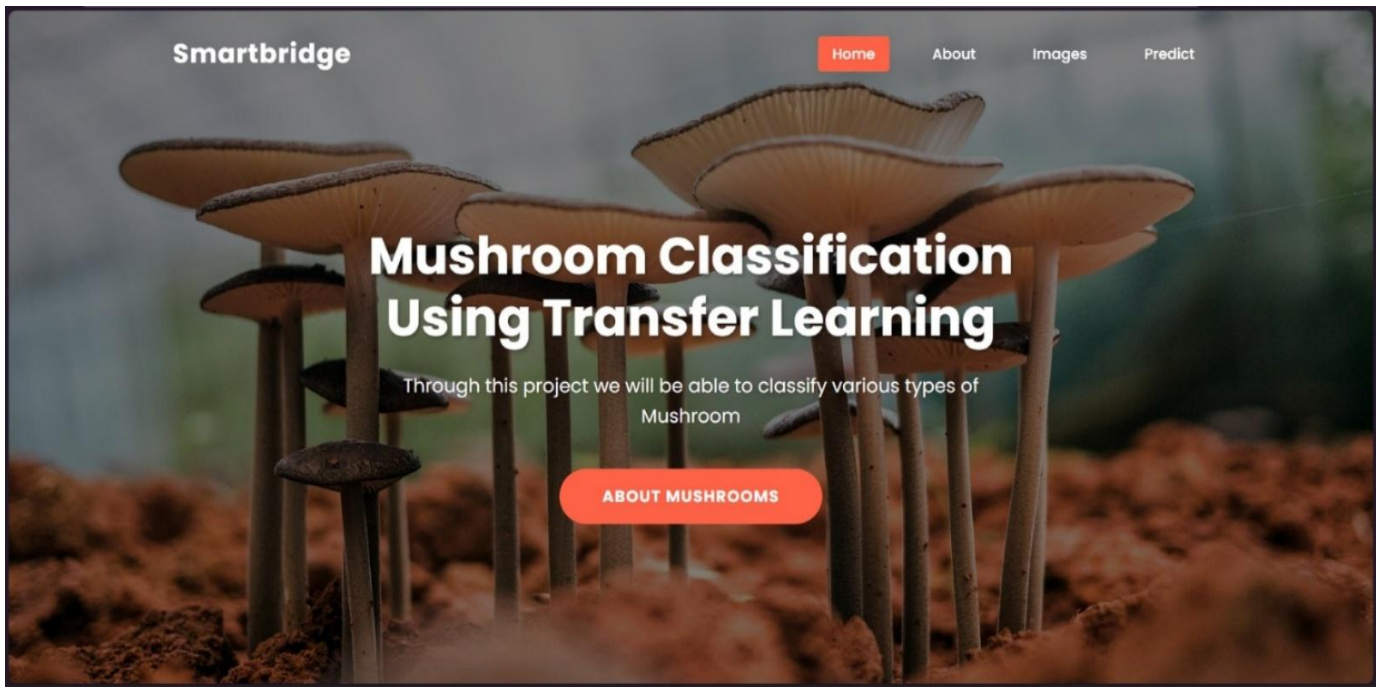 Smartbridge
Home
About
Images
Predict
Mushroom Classification
Using Transfer Learning
Through this project we will be able to classify various types of
Mushroom
ABOUT MUSHROOMS